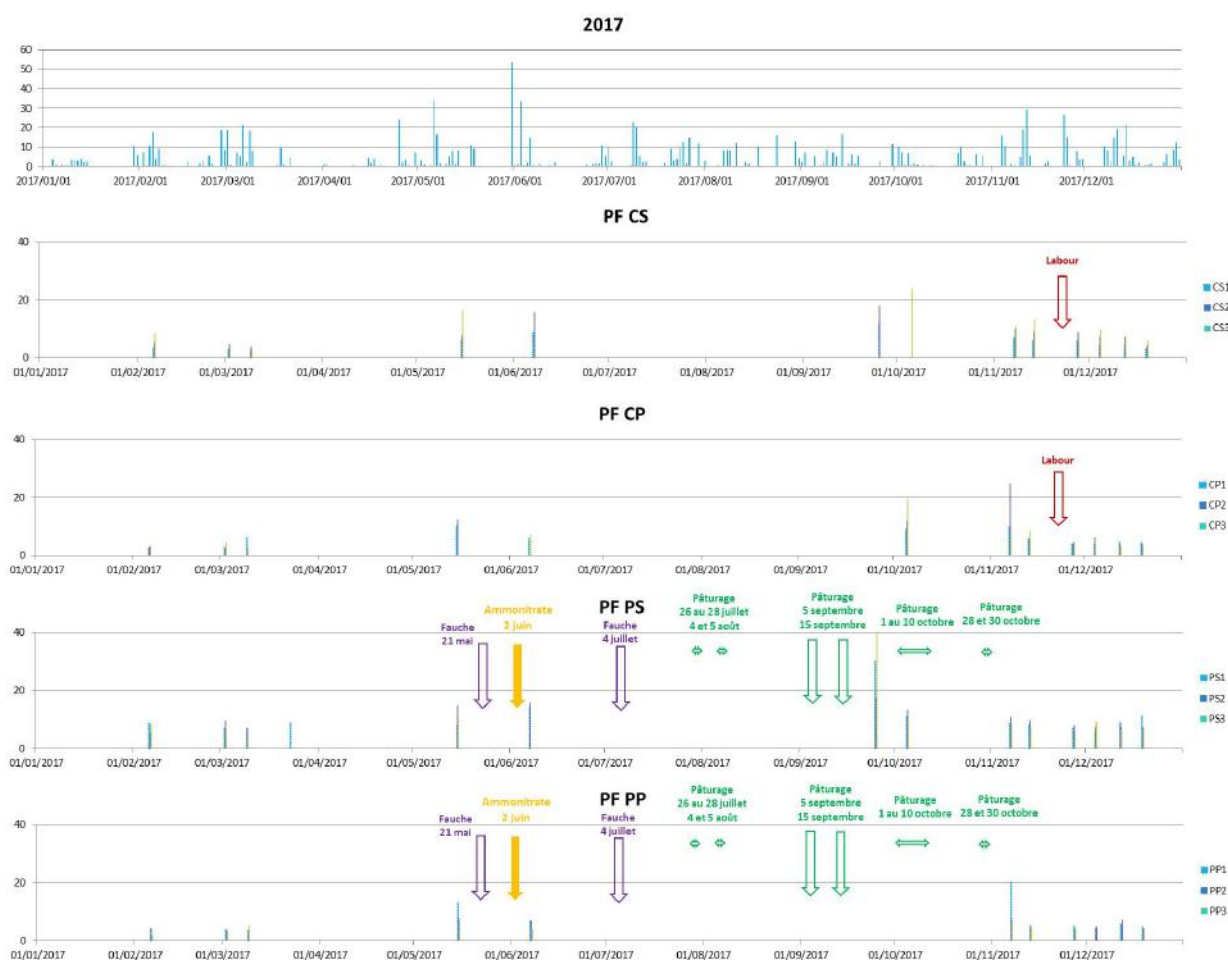 2017
60
50
40
30
20
10
0
2017/01/01 2017/02/01 2017/03/01 2017/04/01 2017/05/01 2017/06/01 2017/07/01 2017/08/01 2017/09/01 2017/10/01 2017/11/01 2017/12/01
PF CS
40
Labour
20
CS1
CS2
CS3
0
01/01/2017 01/02/2017 01/03/2017 01/04/2017 01/05/2017 01/06/2017 01/07/2017 01/08/2017 01/09/2017 01/10/2017 01/11/2017 01/12/2017
PF CP
40
Labour
20
CP1
CP2
CP3
0
01/01/2017 01/02/2017 01/03/2017 01/04/2017 01/05/2017 01/06/2017 01/07/2017 01/08/2017 01/09/2017 01/10/2017 01/11/2017 01/12/2017
PF PS
Fauche
21 mai
Ammonitrate
2 juin
Fauche
4 juillet
Pâturage
26 au 28 juillet
4 et 5 août
Pâturage
5 septembre
15 septembre
Pâturage
1 au 10 octobre
Pâturage
28 et 30 octobre
40
20
PS1
PS2
PS3
0
01/01/2017 01/02/2017 01/03/2017 01/04/2017 01/05/2017 01/06/2017 01/07/2017 01/08/2017 01/09/2017 01/10/2017 01/11/2017 01/12/2017
PF PP
Fauche
21 mai
Ammonitrate
2 juin
Fauche
4 juillet
Pâturage
26 au 28 juillet
4 et 5 août
Pâturage
5 septembre
15 septembre
Pâturage
1 au 10 octobre
Pâturage
28 et 30 octobre
40
20
PP1
PP2
PP3
0
01/01/2017 01/02/2017 01/03/2017 01/04/2017 01/05/2017 01/06/2017 01/07/2017 01/08/2017 01/09/2017 01/10/2017 01/11/2017 01/12/2017